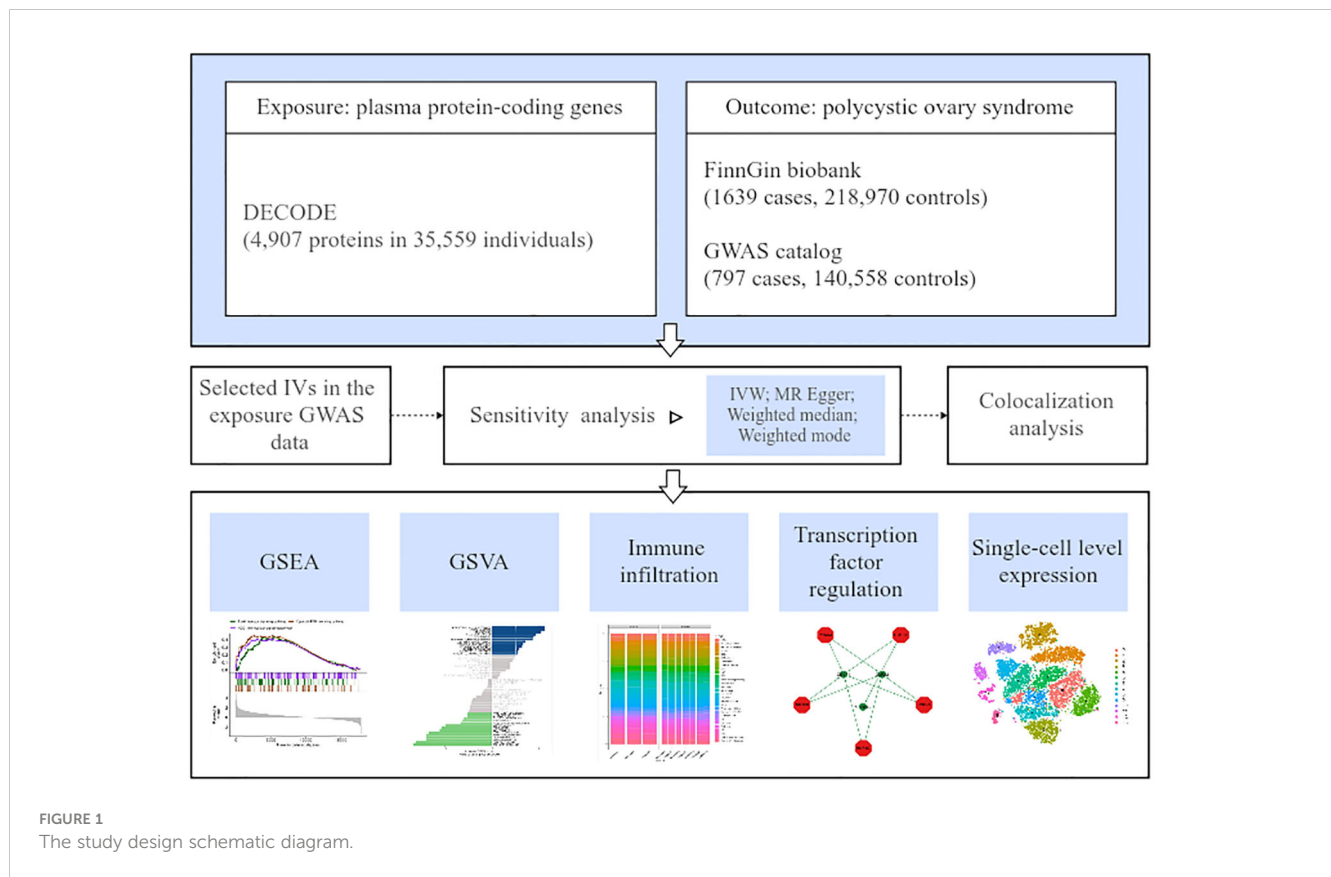 Exposure: plasma protein-coding genes
DECODE
(4,907 proteins in 35,559 individuals)
Outcome: polycystic ovary syndrome
FinnGin biobank
(1639 cases, 218,970 controls)
GWAS catalog
(797 cases, 140,558 controls)
Selected IVs in the
exposure GWAS
data
Sensitivity analysis
IVW; MR Egger;
Weighted median;
Weighted mode
Colocalization
analysis
GSEA
GSVA
Immune
infiltration
Transcription
factor
regulation
Single-cell level
expression
FIGURE 1
The study design schematic diagram.